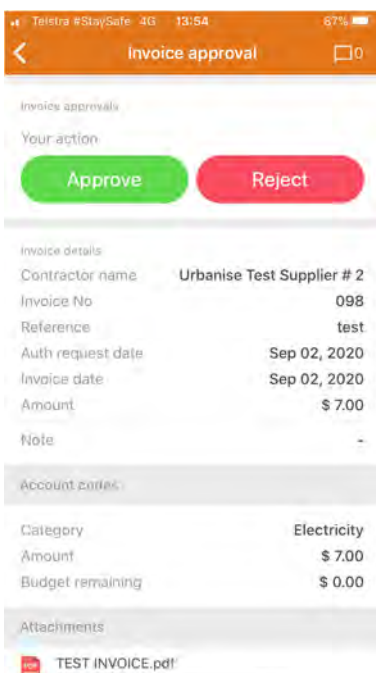 Telstra #StaySafe 4G 13:54 67%
Invoice approval 0
Invoice approvals
Your action
Approve Reject
Invoice details
Contractor name Urbanise Test Supplier # 2
Invoice No 098
Reference test
Auth request date Sep 02, 2020
Invoice date Sep 02, 2020
Amount $ 7.00
Note -
Account codes
Category Electricity
Amount $ 7.00
Budget remaining $ 0.00
Attachments
PDF TEST INVOICE.pdf